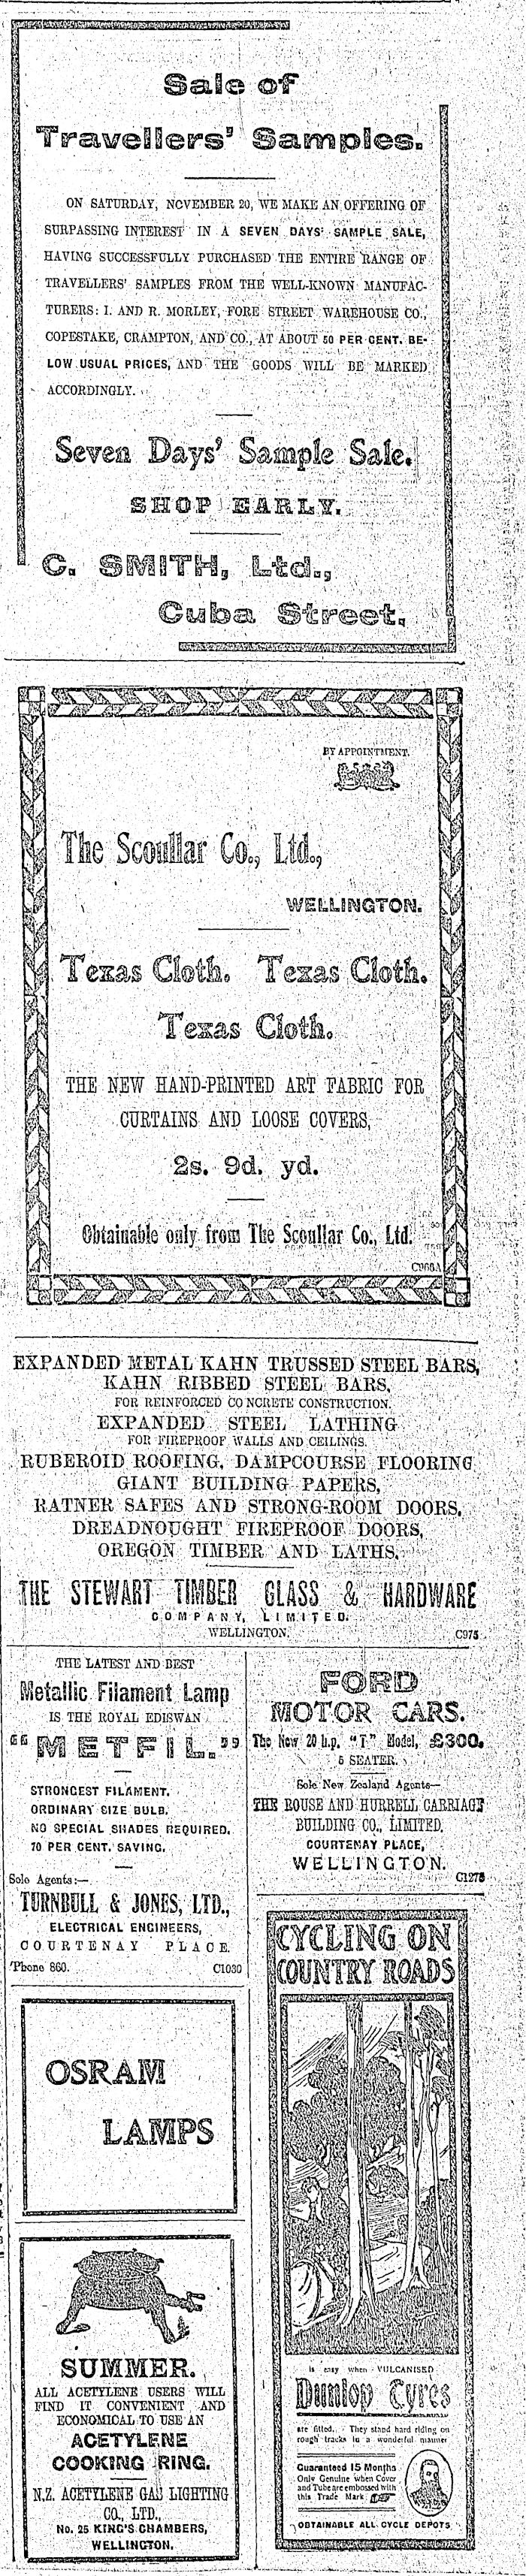 Sale of
Travellers' Samples.
ON SATURDAY, NOVEMBER 20, WE MAKE AN OFFERING OF
SURPASSING INTEREST IN A SEVEN DAYS' SAMPLE SALE,
HAVING SUCCESSFULLY PURCHASED THE ENTIRE RANGE OF
TRAVELLERS' SAMPLES FROM THE WELL-KNOWN MANUFAC-
TURERS: I. AND R. MORLEY, FORE STREET WAREHOUSE CO.,
COPESTAKE, CRAMPTON, AND CO., AT ABOUT 50 PER CENT. BE-
LOW USUAL PRICES, AND THE GOODS WILL BE MARKED
ACCORDINGLY.
Seven Days' Sample Sale.
SHOP EARLY.
C. SMITH, Ltd.,
Cuba Street.
BY APPOINTMENT.
The Scoullar Co., Ltd.,
WELLINGTON.
Texas Cloth. Texas Cloth.
Texas Cloth.
THE NEW HAND-PRINTED ART FABRIC FOR
CURTAINS AND LOOSE COVERS,
2s. 9d. yd.
Obtainable only from The Scoullar Co., Ltd.
EXPANDED METAL KAHN TRUSSED STEEL BARS,
KAHN RIBBED STEEL BARS,
FOR REINFORCED CONCRETE CONSTRUCTION.
EXPANDED STEEL LATHING
FOR FIREPROOF WALLS AND CEILINGS.
RUBEROID ROOFING, DAMPCOURSE FLOORING
GIANT BUILDING PAPERS,
RATNER SAFES AND STRONG-ROOM DOORS,
DREADNOUGHT FIREPROOF DOORS,
OREGON TIMBER AND LATHS.
THE STEWART TIMBER GLASS & HARDWARE
COMPANY, LIMITED.
WELLINGTON. C975
THE LATEST AND BEST
Metallic Filament Lamp
IS THE ROYAL EDISWAN
"METFIL."
STRONGEST FILAMENT.
ORDINARY SIZE BULB.
NO SPECIAL SHADES REQUIRED.
70 PER CENT. SAVING.
Sole Agents:—
TURNBULL & JONES, LTD.,
ELECTRICAL ENGINEERS,
COURTENAY PLACE.
'Phone 860. C1030
OSRAM
LAMPS
SUMMER.
ALL ACETYLENE USERS WILL
FIND IT CONVENIENT AND
ECONOMICAL TO USE AN
ACETYLENE
COOKING RING.
N.Z. ACETYLENE GAS LIGHTING
CO., LTD.,
No. 25 KING'S CHAMBERS,
WELLINGTON.
FORD
MOTOR CARS.
The New 20 h.p. "T" Model, £300.
5 SEATER.
Sole New Zealand Agents—
THE ROUSE AND HURRELL CARRIAGE
BUILDING CO., LIMITED,
COURTENAY PLACE,
WELLINGTON.
C1275
CYCLING ON
COUNTRY ROADS
is easy when VULCANISED
Dunlop Tyres
are fitted. They stand hard riding on
rough tracks in a wonderful manner
Guaranteed 15 Months
Only Genuine when Cover
and Tube are embossed with
this Trade Mark
OBTAINABLE ALL CYCLE DEPOTS